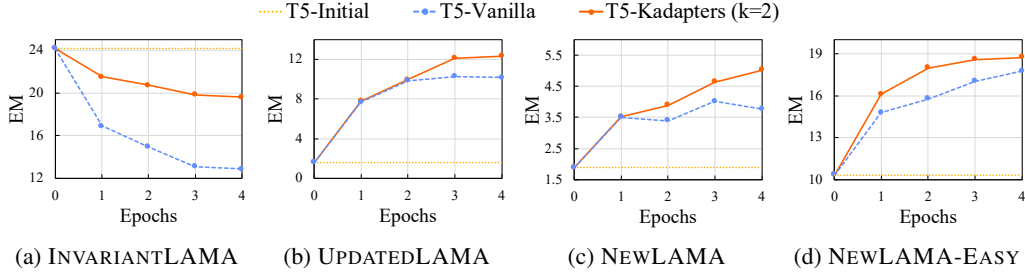 T5-Initial T5-Vanilla T5-Kadapters (k=2)
EM
24
20
16
12
0 1 2 3 4
Epochs
(a) INVARIANTLAMA
EM
16
12
8
4
0
0 1 2 3 4
Epochs
(b) UPDATEDLAMA
EM
5.5
4.5
3.5
2.5
1.5
0 1 2 3 4
Epochs
(c) NEWLAMA
EM
19
16
13
10
0 1 2 3 4
Epochs
(d) NEWLAMA-EASY